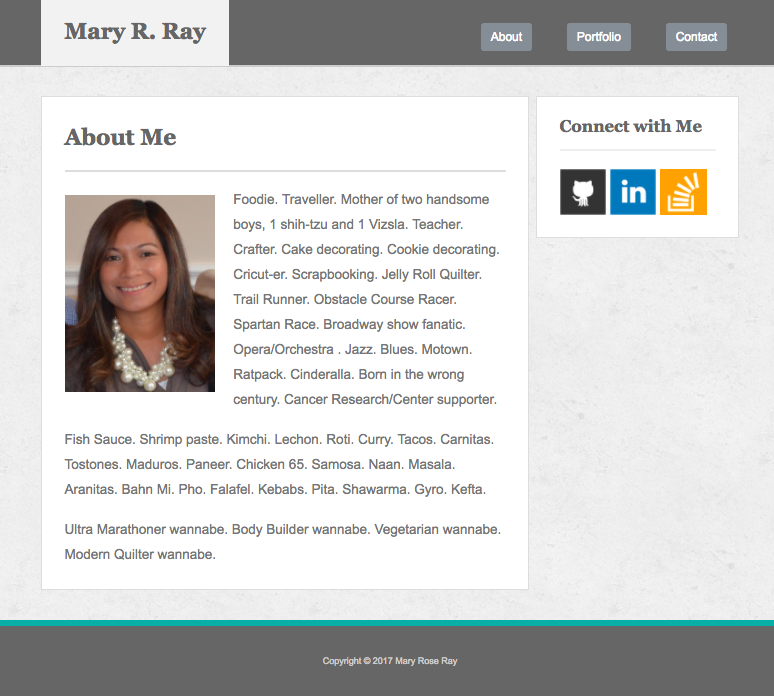 Mary R. Ray
About
Portfolio
Contact
About Me
Foodie. Traveller. Mother of two handsome
boys, 1 shih-tzu and 1 Vizsla. Teacher.
Crafter. Cake decorating. Cookie decorating.
Cricut-er. Scrapbooking. Jelly Roll Quilter.
Trail Runner. Obstacle Course Racer.
Spartan Race. Broadway show fanatic.
Opera/Orchestra . Jazz. Blues. Motown.
Ratpack. Cinderalla. Born in the wrong
century. Cancer Research/Center supporter.
Fish Sauce. Shrimp paste. Kimchi. Lechon. Roti. Curry. Tacos. Carnitas.
Tostones. Maduros. Paneer. Chicken 65. Samosa. Naan. Masala.
Aranitas. Bahn Mi. Pho. Falafel. Kebabs. Pita. Shawarma. Gyro. Kefta.
Ultra Marathoner wannabe. Body Builder wannabe. Vegetarian wannabe.
Modern Quilter wannabe.
Connect with Me
in
Copyright © 2017 Mary Rose Ray